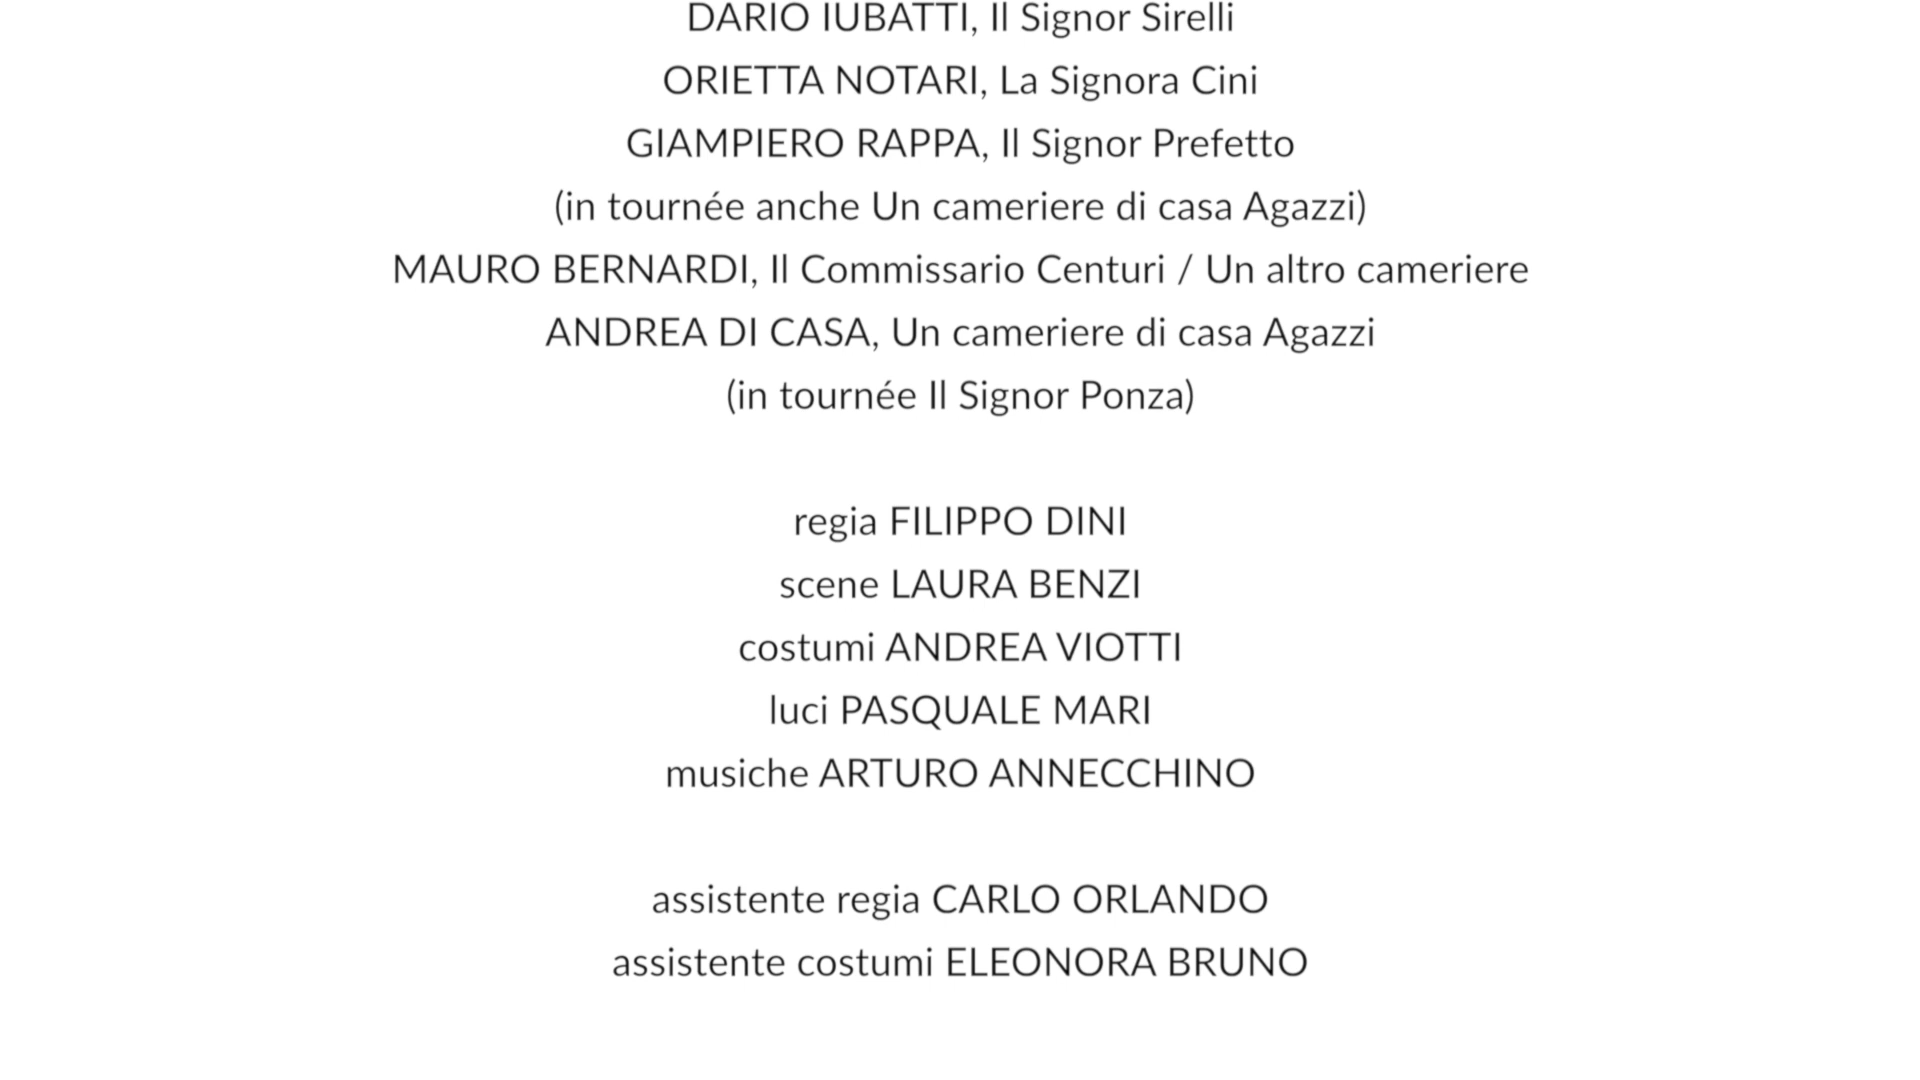 DARIO IUBATTI, Il Signor Sirelli
ORIETTA NOTARI, La Signora Cini
GIAMPIERO RAPPA, Il Signor Prefetto
(in tournée anche Un cameriere di casa Agazzi)
MAURO BERNARDI, Il Commissario Centuri / Un altro cameriere
ANDREA DI CASA, Un cameriere di casa Agazzi
(in tournée Il Signor Ponza)
regia FILIPPO DINI
scene LAURA BENZI
costumi ANDREA VIOTTI
luci PASQUALE MARI
musiche ARTURO ANNECCHINO
assistente regia CARLO ORLANDO
assistente costumi ELEONORA BRUNO